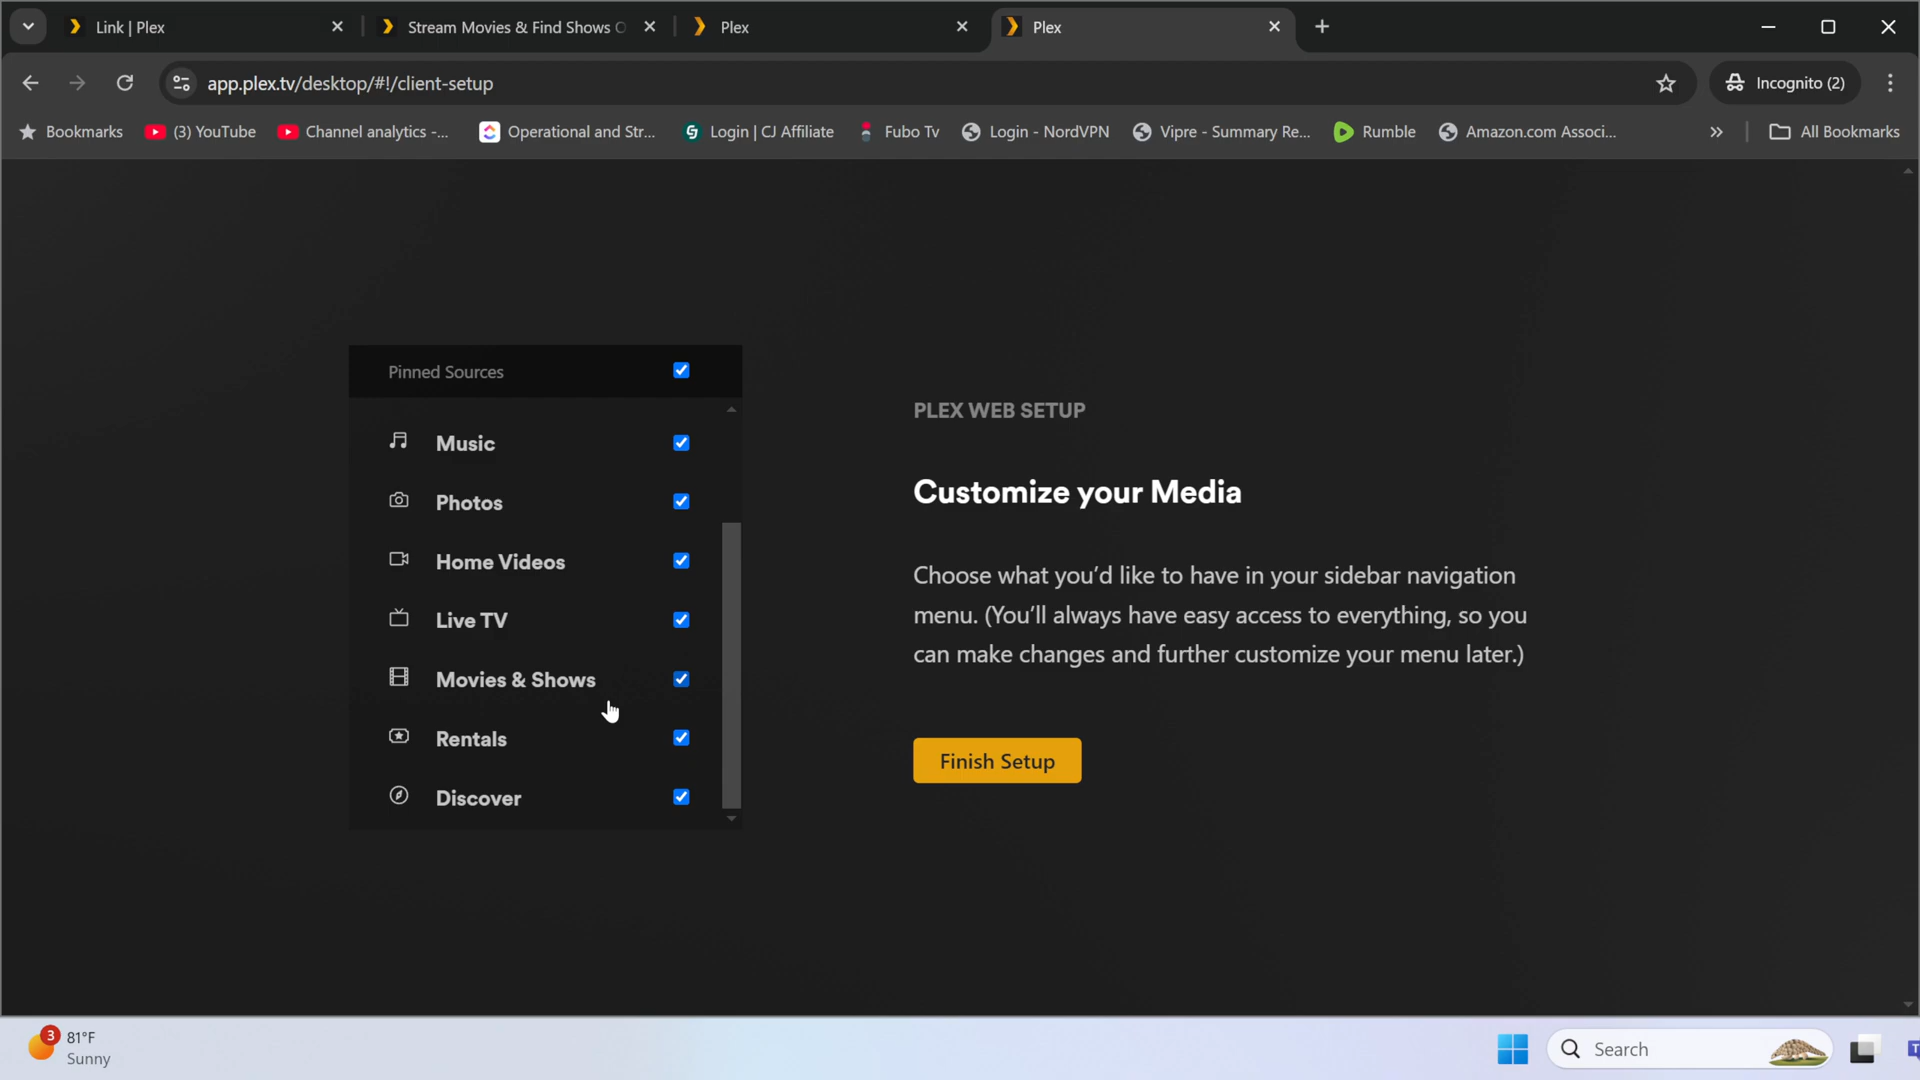 Link | Plex
Stream Movies & Find Shows O
Plex
Plex
app.plex.tv/desktop/#!/client-setup
Incognito (2)
Bookmarks
(3) YouTube
Channel analytics -...
Operational and Str...
Login | CJ Affiliate
Fubo Tv
Login - NordVPN
Vipre - Summary Re...
Rumble
Amazon.com Associ...
All Bookmarks
Pinned Sources
Music
Photos
Home Videos
Live TV
Movies & Shows
Rentals
Discover
PLEX WEB SETUP
Customize your Media
Choose what you’d like to have in your sidebar navigation
menu. (You’ll always have easy access to everything, so you
can make changes and further customize your menu later.)
Finish Setup
3
81°F
Sunny
Search
T